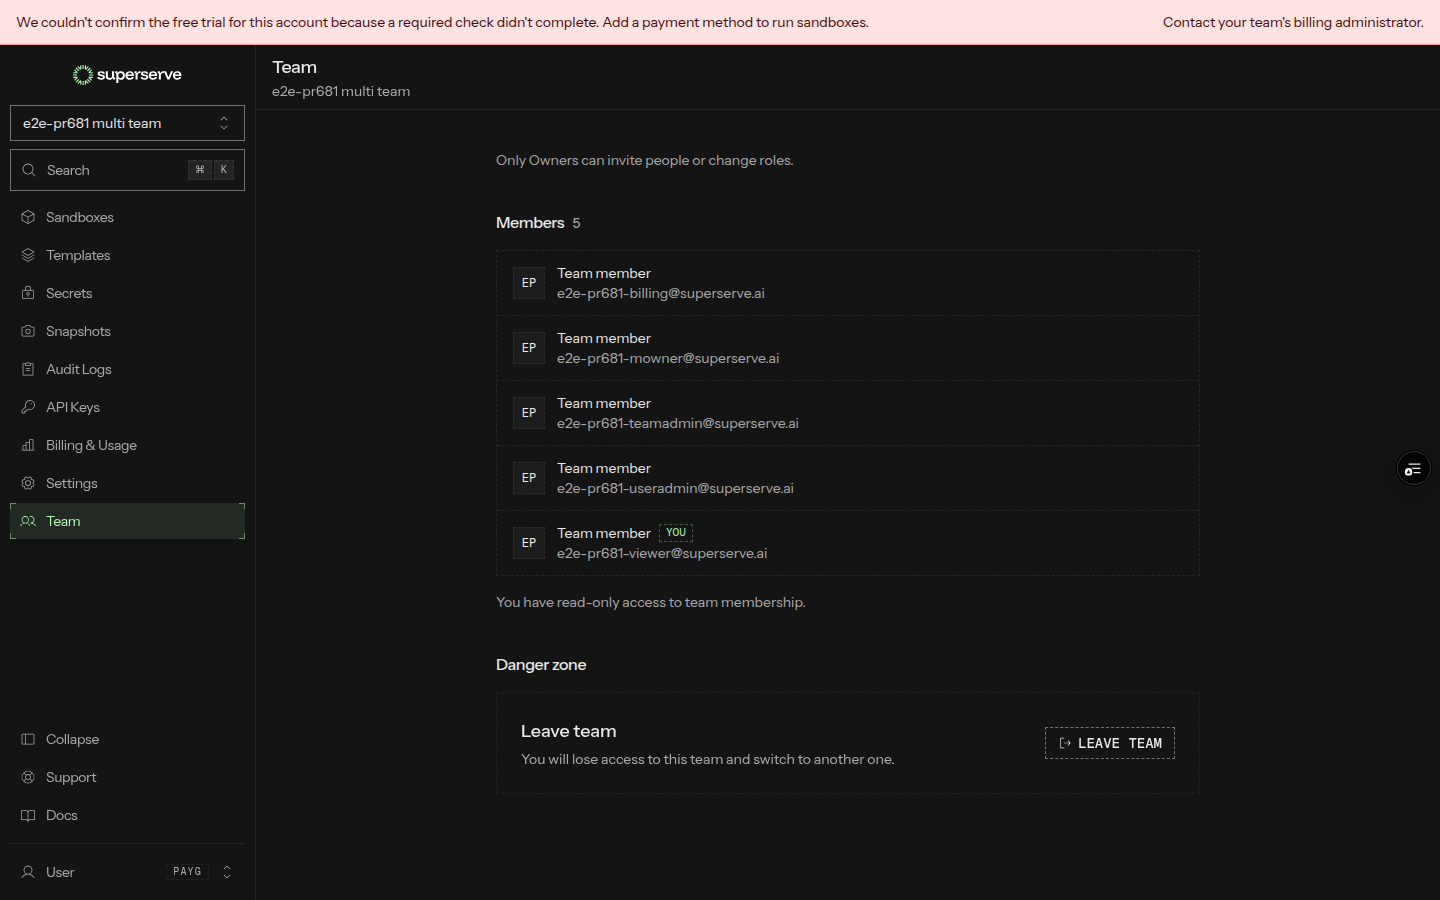 We couldn't confirm the free trial for this account because a required check didn't complete. Add a payment method to run sandboxes.
Contact your team's billing administrator.
superserve
e2e-pr681 multi team
Search
⌘ K
Sandboxes
Templates
Secrets
Snapshots
Audit Logs
API Keys
Billing & Usage
Settings
Team
Collapse
Support
Docs
User
PAYG
Team
e2e-pr681 multi team
Only Owners can invite people or change roles.
Members 5
EP
Team member
e2e-pr681-billing@superserve.ai
EP
Team member
e2e-pr681-mowner@superserve.ai
EP
Team member
e2e-pr681-teamadmin@superserve.ai
EP
Team member
e2e-pr681-useradmin@superserve.ai
EP
Team member YOU
e2e-pr681-viewer@superserve.ai
You have read-only access to team membership.
Danger zone
Leave team
You will lose access to this team and switch to another one.
LEAVE TEAM